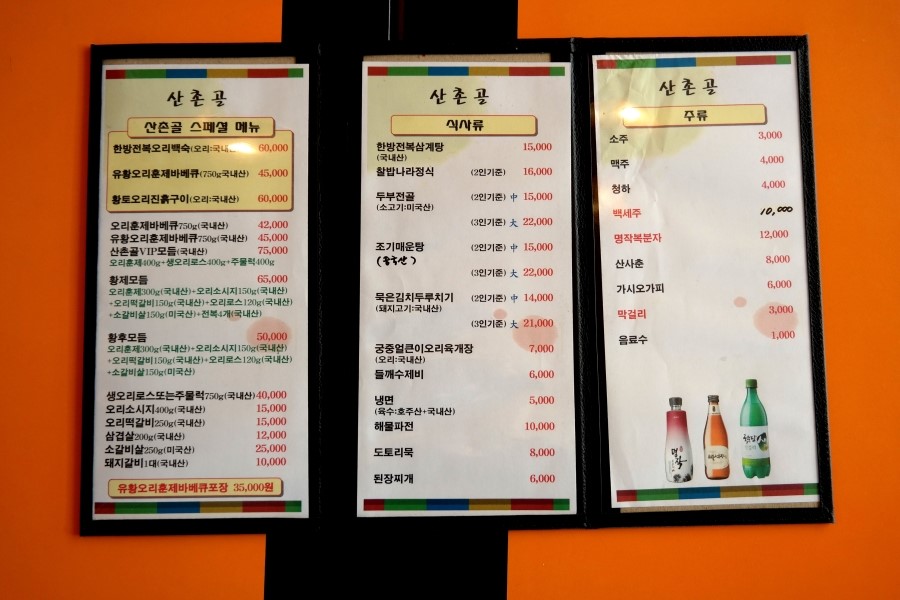 산촌골
산촌골 스페셜 메뉴
한방전복오리백숙(오리:국내산) 60,000
유황오리훈제바베큐(750g국내산) 45,000
황토오리진흙구이(오리:국내산) 60,000
오리훈제바베큐750g(국내산) 42,000
유황오리훈제바베큐750g(국내산) 45,000
산촌골VIP모듬(국내산) 75,000
오리훈제400g+생오리로스400g+주물럭400g
황제모듬 65,000
오리훈제300g(국내산)+오리소시지150g(국내산)
+오리떡갈비150g(국내산)+오리로스120g(국내산)
+소갈비살150g(미국산)+전복4개(국내산)
황후모듬 50,000
오리훈제300g(국내산)+오리소시지150g(국내산)
+오리떡갈비150g(국내산)+오리로스120g(국내산)
+소갈비살150g(미국산)
생오리로스또는주물럭750g(국내산) 40,000
오리소시지400g(국내산) 15,000
오리떡갈비250g(국내산) 15,000
삼겹살200g(국내산) 12,000
소갈비살250g(미국산) 25,000
돼지갈비1대(국내산) 10,000
유황오리훈제바베큐포장 35,000원
산촌골
식사류
한방전복삼계탕 15,000
(국내산)
찰밥나라정식 (2인기준) 16,000
두부전골 (2인기준) 中 15,000
(소고기:미국산)
(3인기준) 大 22,000
조기매운탕 (2인기준) 中 15,000
(중국산)
(3인기준) 大 22,000
묵은김치두루치기 (2인기준) 中 14,000
(돼지고기:국내산)
(3인기준) 大 21,000
궁중얼큰이오리육개장 7,000
(오리:국내산)
들깨수제비 6,000
냉면 5,000
(육수:호주산+국내산)
해물파전 10,000
도토리묵 8,000
된장찌개 6,000
산촌골
주류
소주 3,000
맥주 4,000
청하 4,000
백세주 10,000
명작복분자 12,000
산사춘 8,000
가시오가피 6,000
막걸리 3,000
음료수 1,000
명작